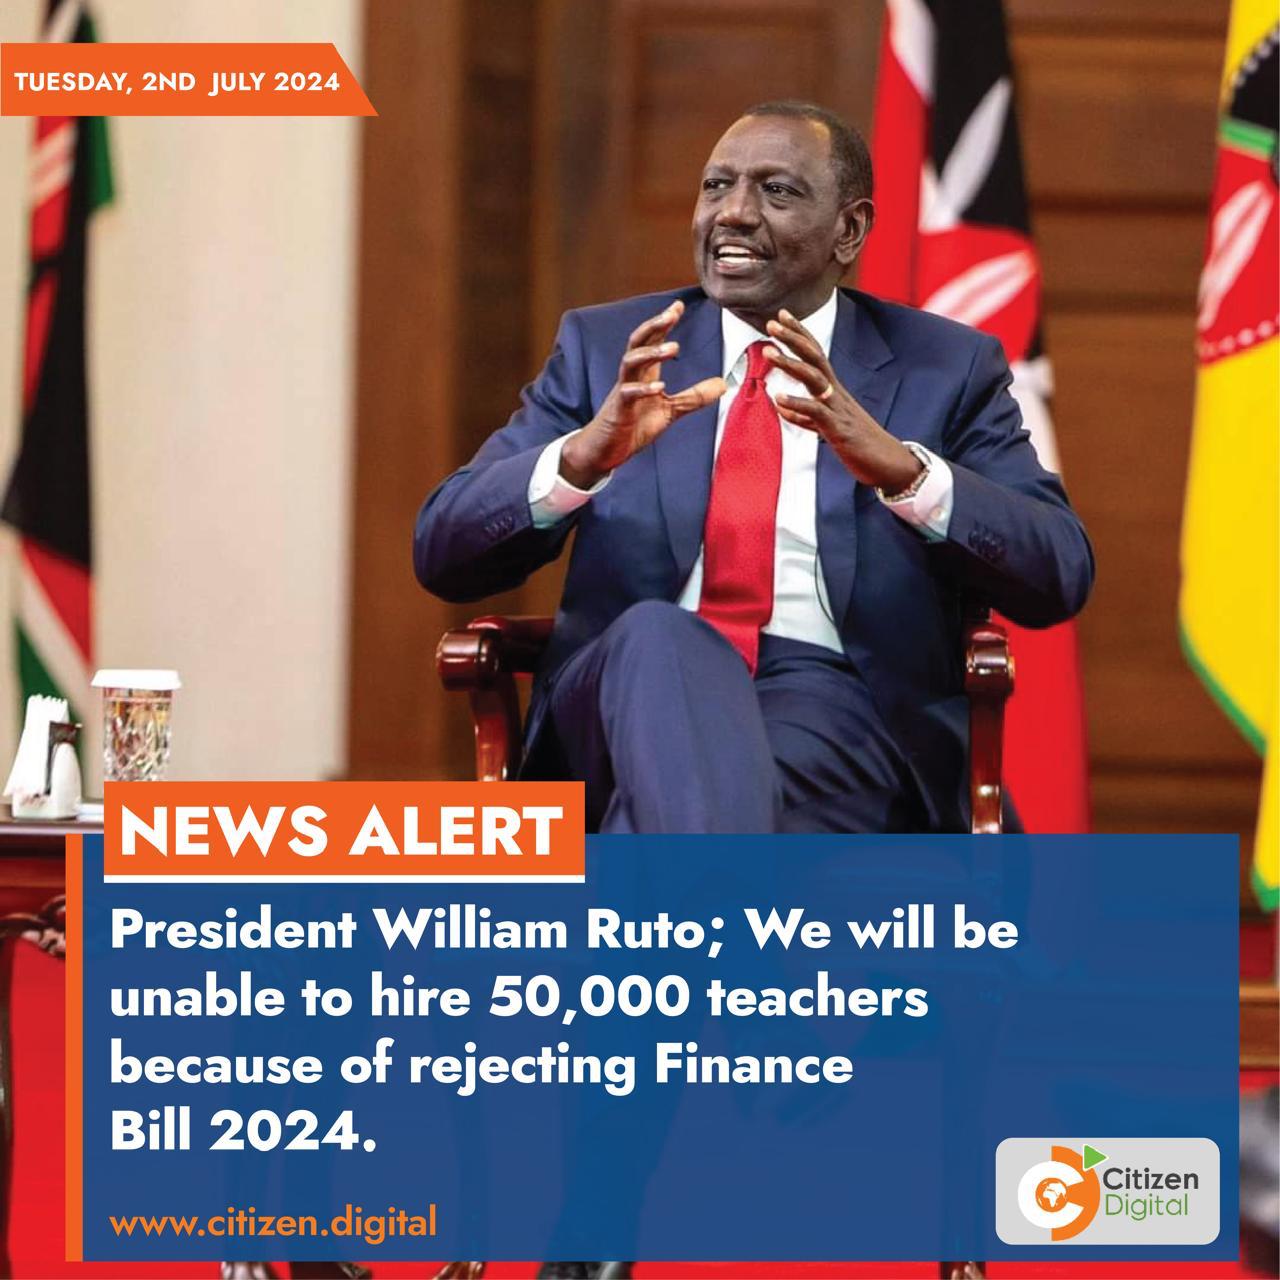 TUESDAY, 2ND JULY 2024
NEWS ALERT
President William Ruto; We will be
unable to hire 50,000 teachers
because of rejecting Finance
Bill 2024.
www.citizen.digital
Citizen
Digital